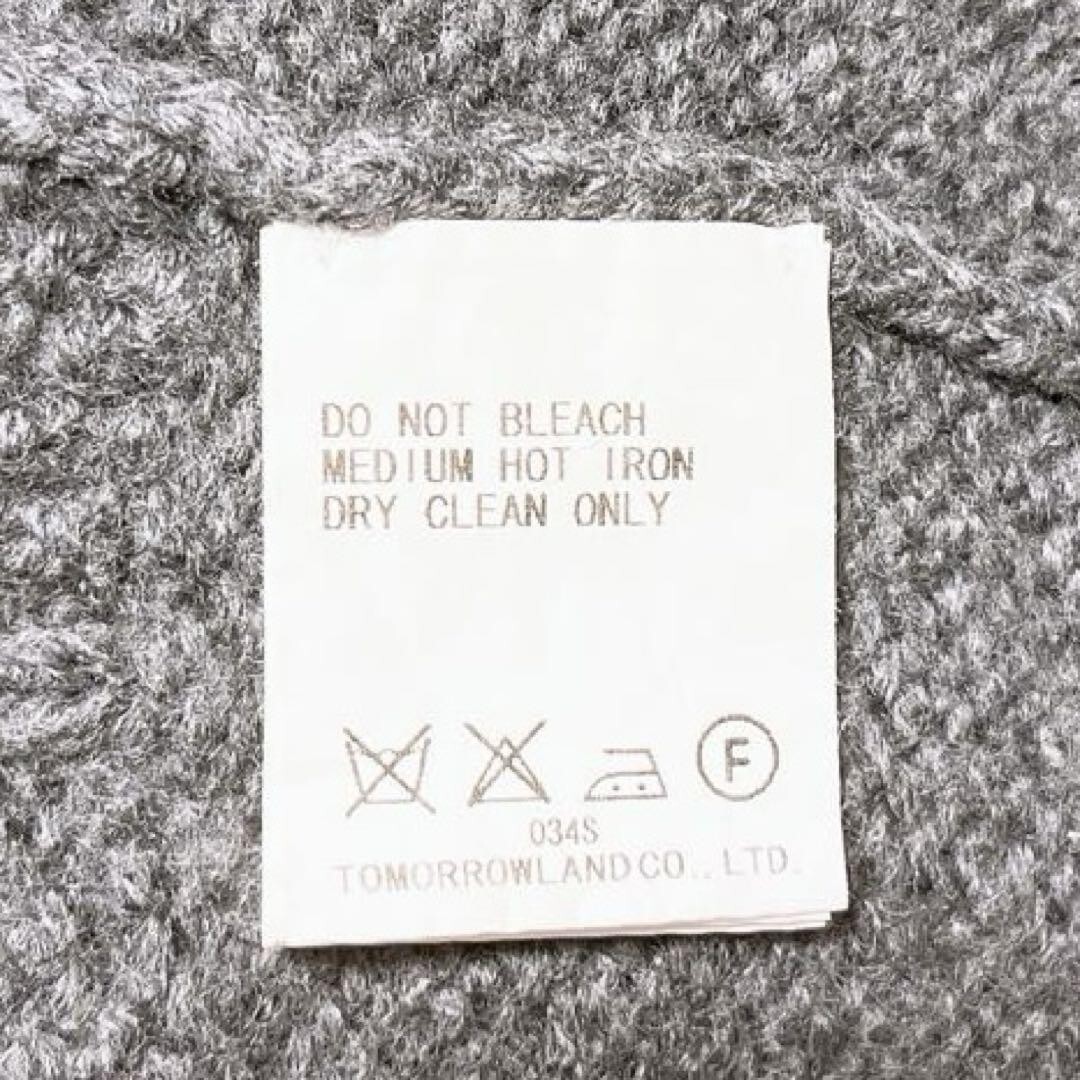 DO NOT BLEACH
MEDIUM HOT IRON
DRY CLEAN ONLY
F
034S
TOMORROWLAND CO., LTD.